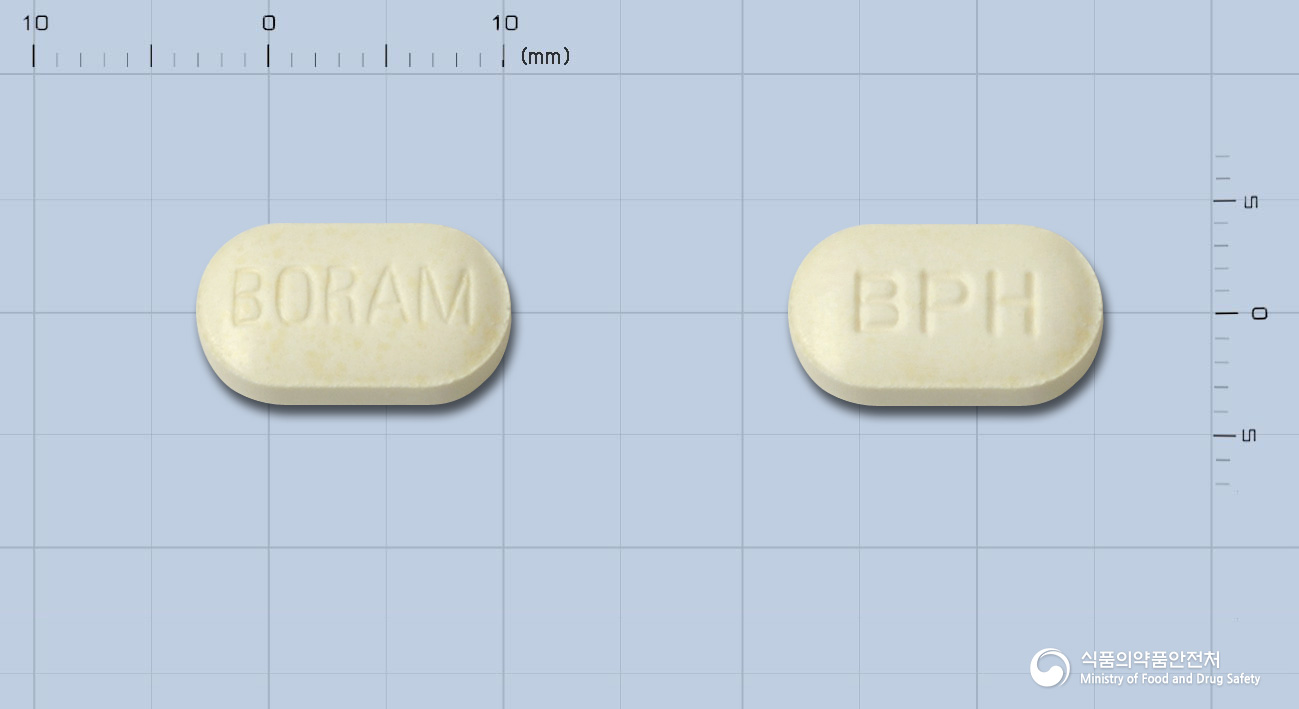 10 0 10
(mm)
BORAM
BPH
5
0
5
식품의약품안전처
Ministry of Food and Drug Safety